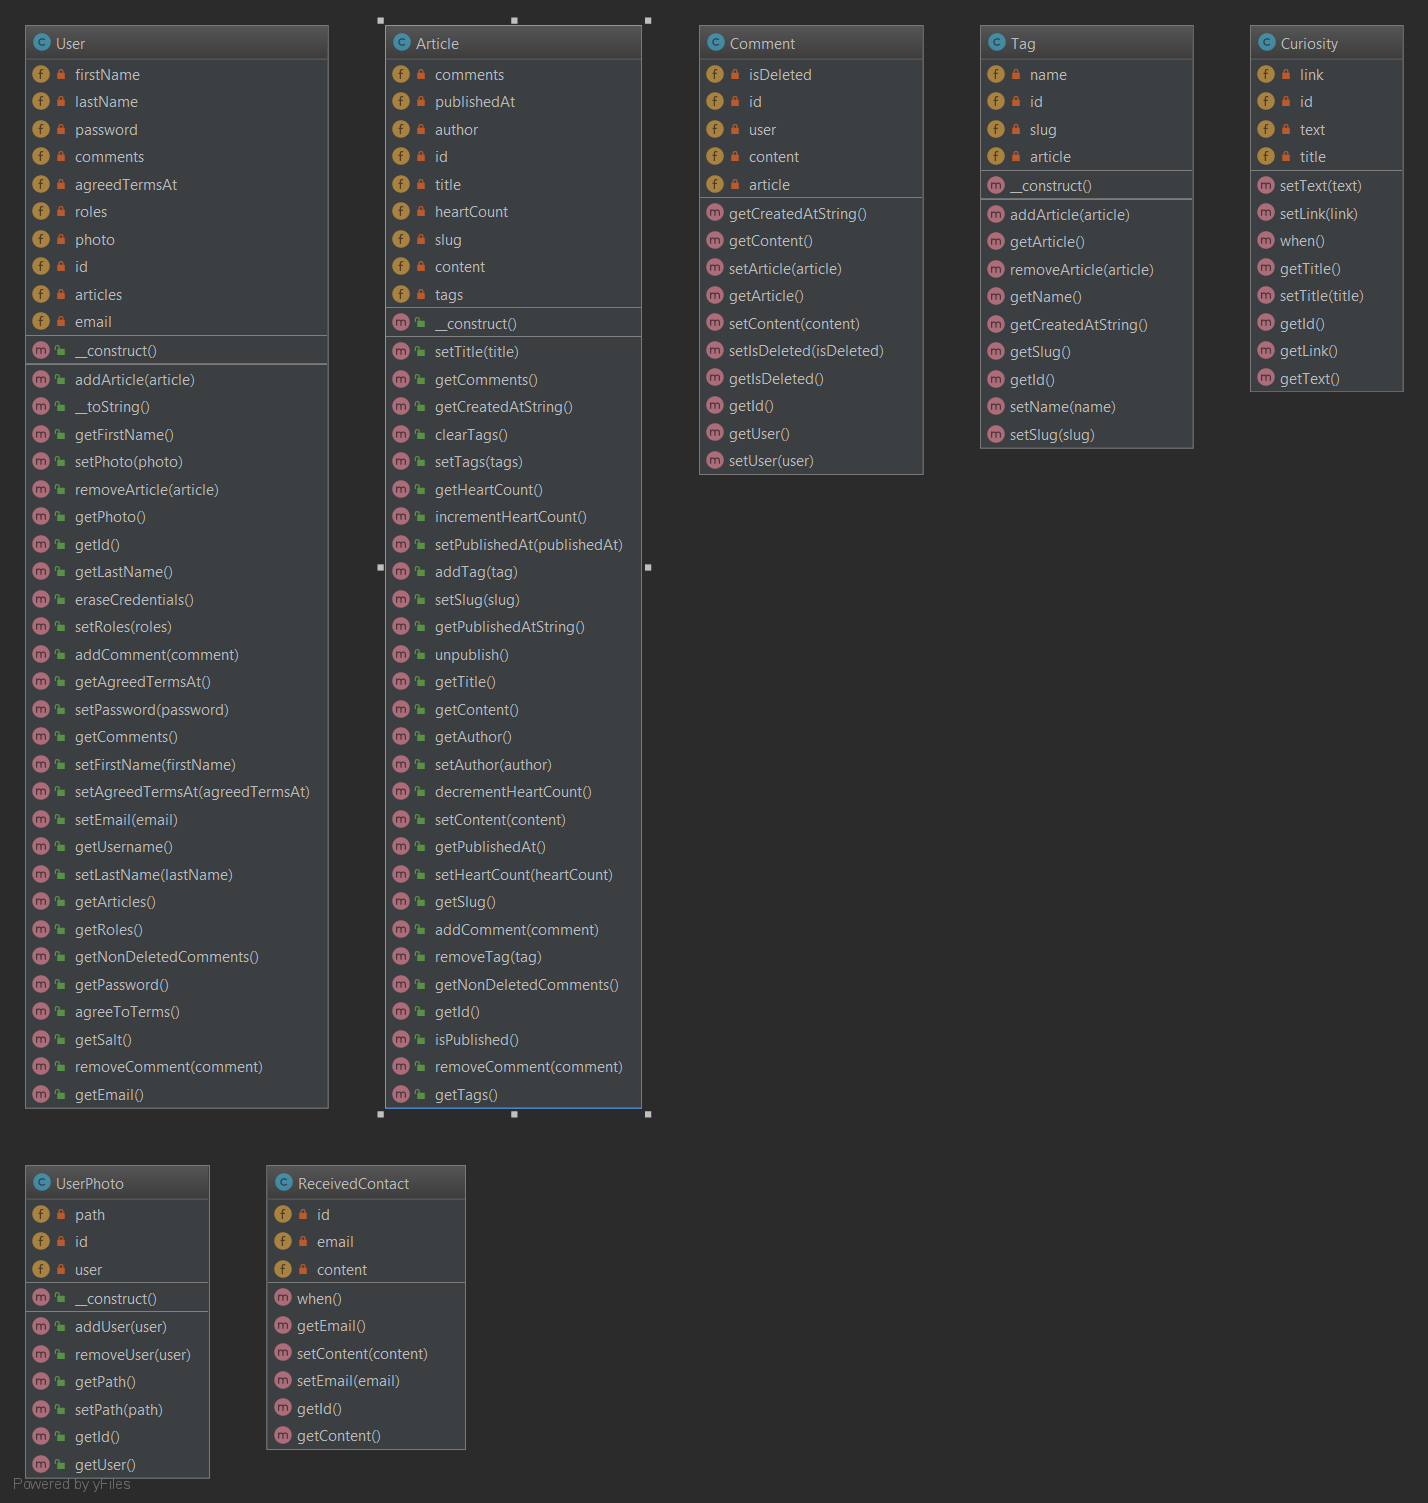 User
firstName
lastName
password
comments
agreedTermsAt
roles
photo
id
articles
email
__construct()
addArticle(article)
__toString()
getFirstName()
setPhoto(photo)
removeArticle(article)
getPhoto()
getId()
getLastName()
eraseCredentials()
setRoles(roles)
addComment(comment)
getAgreedTermsAt()
setPassword(password)
getComments()
setFirstName(firstName)
setAgreedTermsAt(agreedTermsAt)
setEmail(email)
getUsername()
setLastName(lastName)
getArticles()
getRoles()
getNonDeletedComments()
getPassword()
agreeToTerms()
getSalt()
removeComment(comment)
getEmail()
Article
comments
publishedAt
author
id
title
heartCount
slug
content
tags
__construct()
setTitle(title)
getComments()
getCreatedAtString()
clearTags()
setTags(tags)
getHeartCount()
incrementHeartCount()
setPublishedAt(publishedAt)
addTag(tag)
setSlug(slug)
getPublishedAtString()
unpublish()
getTitle()
getContent()
getAuthor()
setAuthor(author)
decrementHeartCount()
setContent(content)
getPublishedAt()
setHeartCount(heartCount)
getSlug()
addComment(comment)
removeTag(tag)
getNonDeletedComments()
getId()
isPublished()
removeComment(comment)
getTags()
Comment
isDeleted
id
user
content
article
getCreatedAtString()
getContent()
setArticle(article)
getArticle()
setContent(content)
setIsDeleted(isDeleted)
getIsDeleted()
getId()
getUser()
setUser(user)
Tag
name
id
slug
article
__construct()
addArticle(article)
getArticle()
removeArticle(article)
getName()
getCreatedAtString()
getSlug()
getId()
setName(name)
setSlug(slug)
Curiosity
link
id
text
title
setText(text)
setLink(link)
when()
getTitle()
setTitle(title)
getId()
getLink()
getText()
UserPhoto
path
id
user
__construct()
addUser(user)
removeUser(user)
getPath()
setPath(path)
getId()
getUser()
ReceivedContact
id
email
content
when()
getEmail()
setContent(content)
setEmail(email)
getId()
getContent()
Powered by yFiles